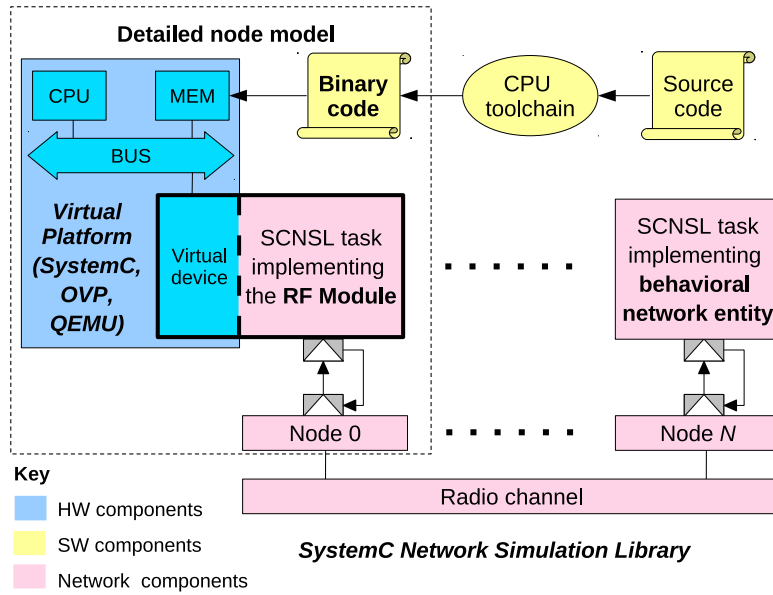 Detailed node model
CPU
MEM
Binary
code
CPU
toolchain
Source
code
BUS
Virtual
Platform
(SystemC,
OVP,
QEMU)
Virtual
device
SCNSL task
implementing
the RF Module
SCNSL task
implementing
behavioral
network entity
Node 0
Node N
Radio channel
Key
HW components
SW components
Network components
SystemC Network Simulation Library